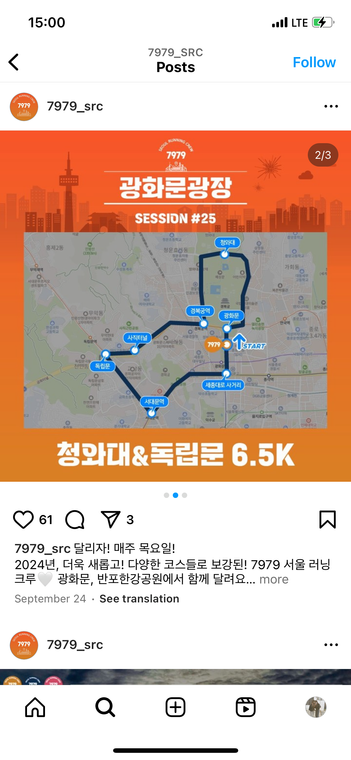 15:00
LTE
7979_SRC
Posts
Follow
7979_src
SEOUL RUNNING CREW
7979
2/3
광화문광장
SESSION #25
청와대
경복궁역
광화문
사직터널
7979
START
독립문
세종대로 사거리
서대문역
청와대&독립문 6.5K
61
3
7979_src 달리자! 매주 목요일!
2024년, 더욱 새롭고! 다양한 코스들로 보강된! 7979 서울 러닝
크루🤍 광화문, 반포한강공원에서 함께 달려요... more
September 24 · See translation
7979_src